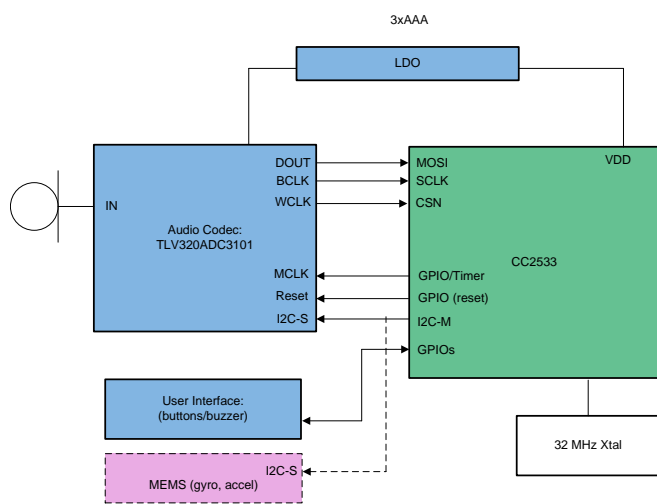 3xAAA
LDO
VDD
DOUT
MOSI
BCLK
SCLK
WCLK
CSN
IN
Audio Codec:
TLV320ADC3101
CC2533
MCLK
GPIO/Timer
Reset
GPIO (reset)
I2C-S
I2C-M
GPIOs
User Interface:
(buttons/buzzer)
32 MHz Xtal
I2C-S
MEMS (gyro, accel)